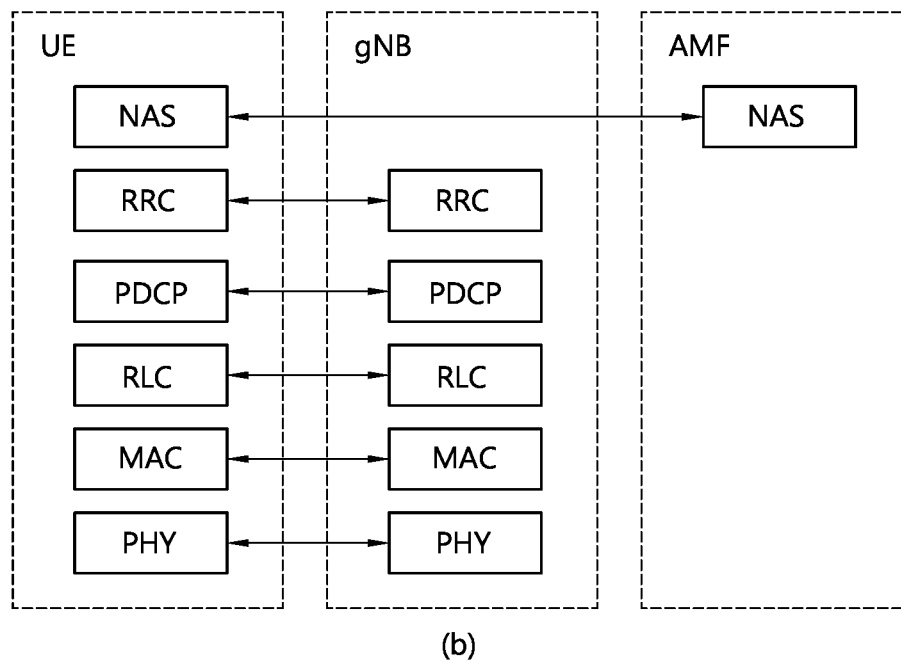 UE gNB AMF
NAS NAS
RRC RRC
PDCP PDCP
RLC RLC
MAC MAC
PHY PHY
(b)